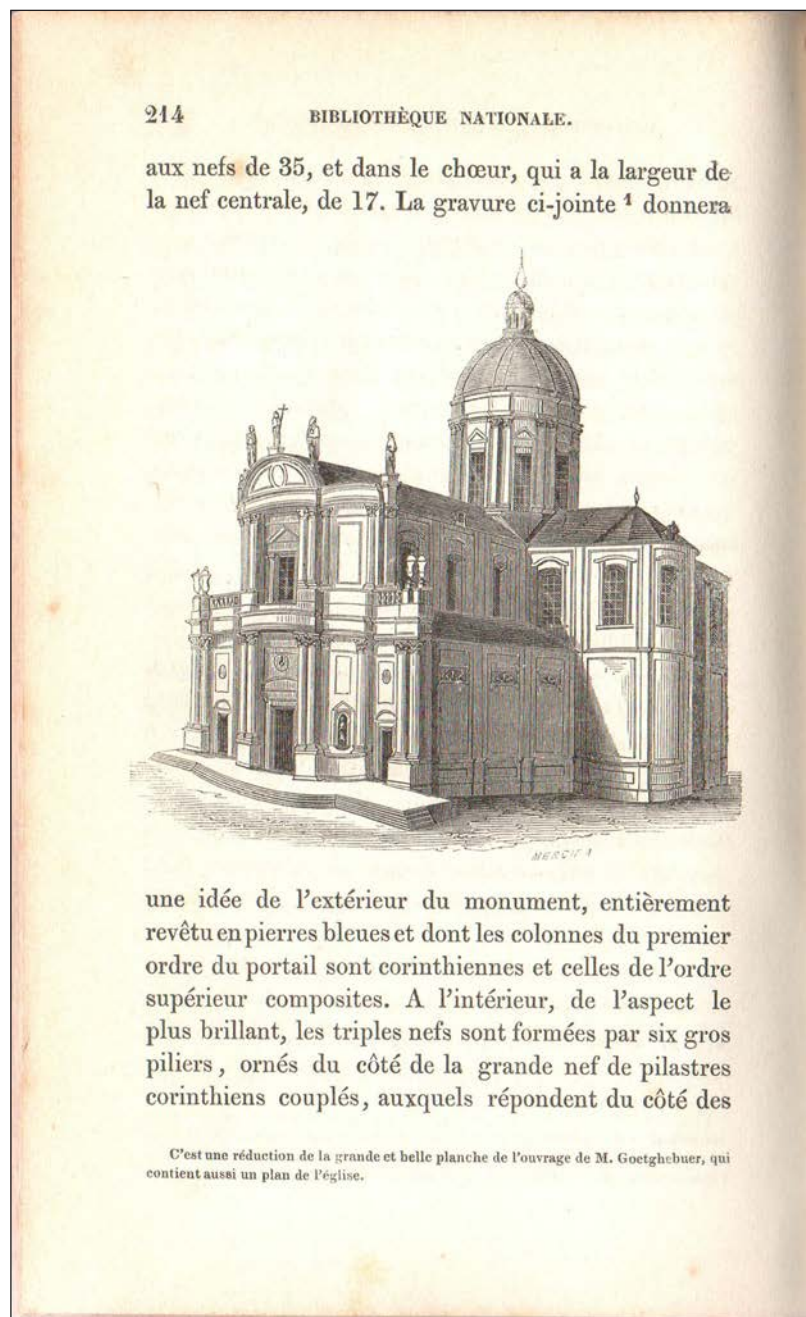 214
BIBLIOTHÈQUE NATIONALE.
aux nefs de 35, et dans le chœur, qui a la largeur de
la nef centrale, de 17. La gravure ci-jointe ¹ donnera
une idée de l'extérieur du monument, entièrement
revêtu en pierres bleues et dont les colonnes du premier
ordre du portail sont corinthiennes et celles de l'ordre
supérieur composites. A l'intérieur, de l'aspect le
plus brillant, les triples nefs sont formées par six gros
piliers, ornés du côté de la grande nef de pilastres
corinthiens couplés, auxquels répondent du côté des
C'est une réduction de la grande et belle planche de l'ouvrage de M. Goetghebuer, qui
contient aussi un plan de l'église.